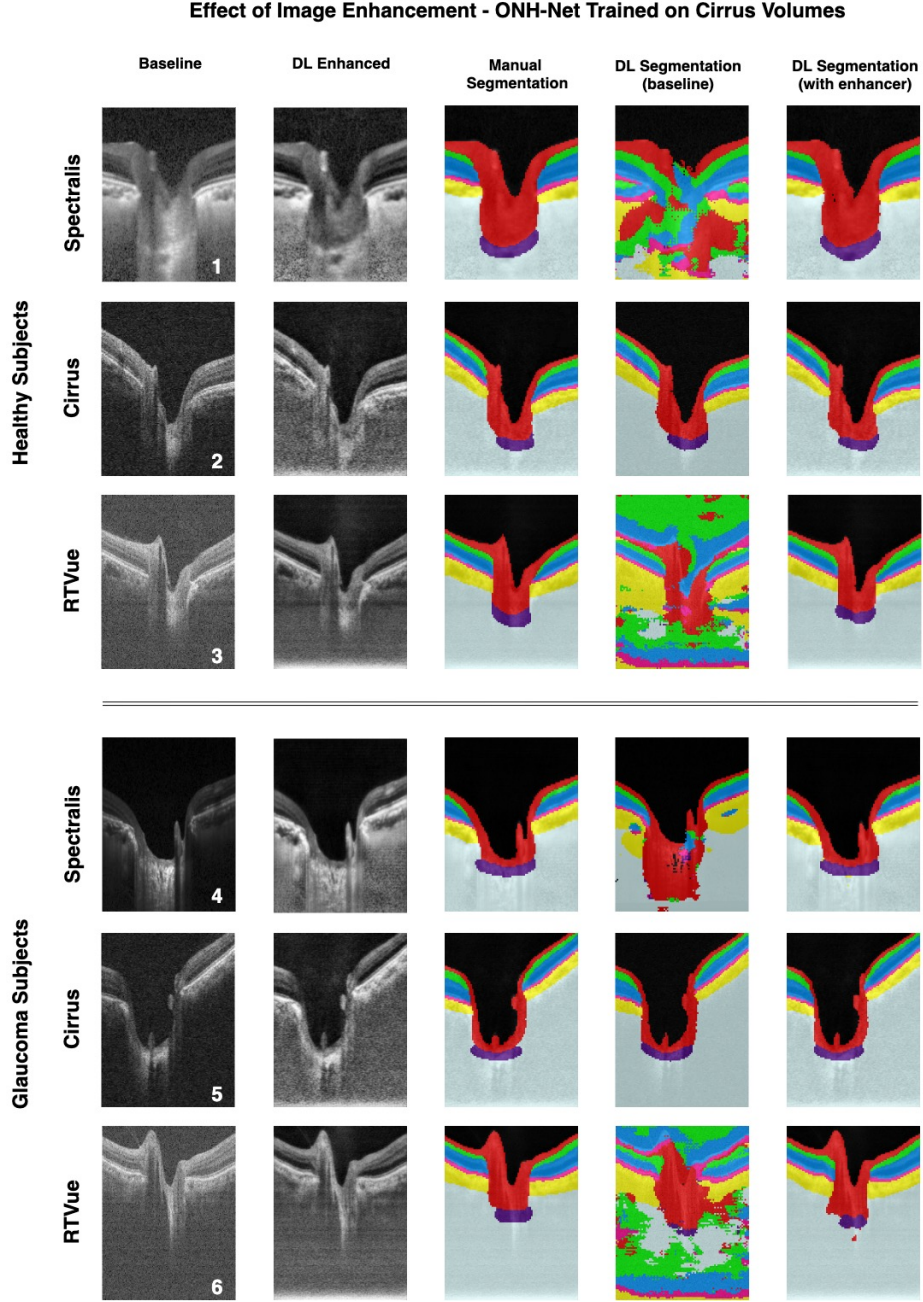 Effect of Image Enhancement - ONH-Net Trained on Cirrus Volumes
Baseline
DL Enhanced
Manual
Segmentation
DL Segmentation
(baseline)
DL Segmentation
(with enhancer)
Healthy Subjects
Spectralis
1
Cirrus
2
RTVue
3
Glaucoma Subjects
Spectralis
4
Cirrus
5
RTVue
6